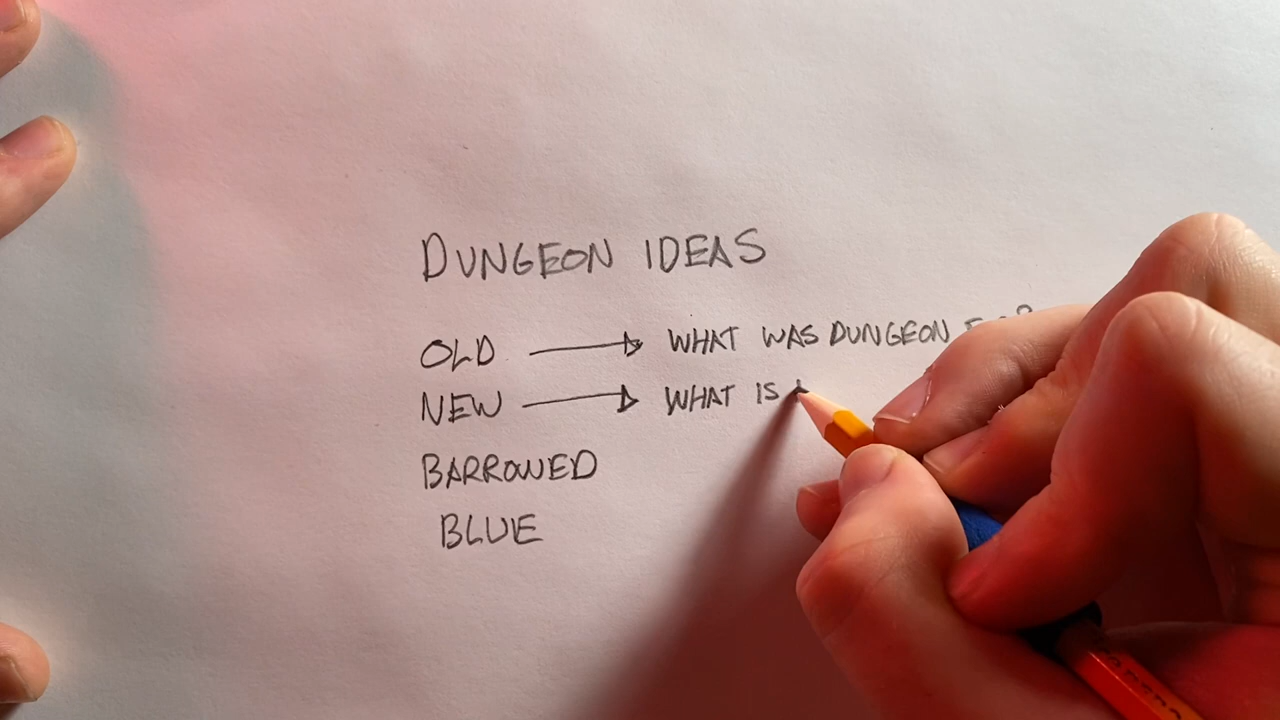 DUNGEON IDEAS
OLD → WHAT WAS DUNGEON
NEW → WHAT IS
BARROWED
BLUE